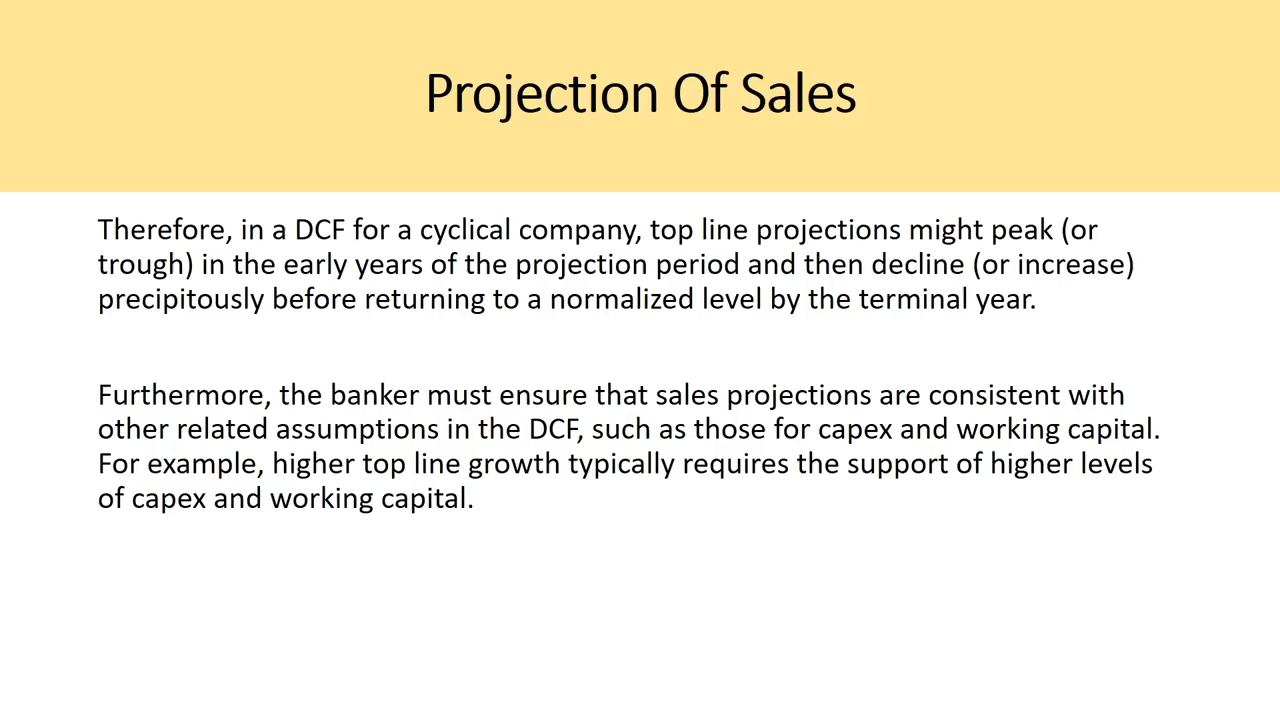 Projection Of Sales
Therefore, in a DCF for a cyclical company, top line projections might peak (or
trough) in the early years of the projection period and then decline (or increase)
precipitously before returning to a normalized level by the terminal year.
Furthermore, the banker must ensure that sales projections are consistent with
other related assumptions in the DCF, such as those for capex and working capital.
For example, higher top line growth typically requires the support of higher levels
of capex and working capital.